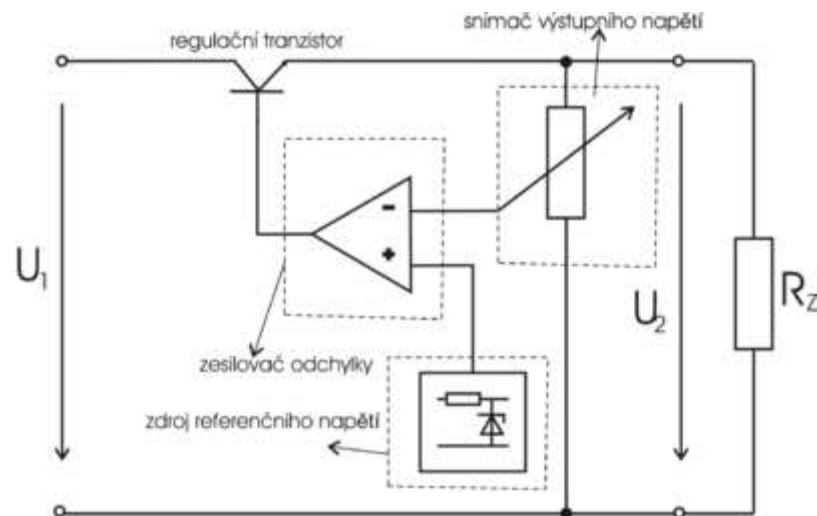 snímač výstupního napětí
regulační tranzistor
-
+
U1
U2
RZ
zesilovač odchylky
zdroj referenčního napětí